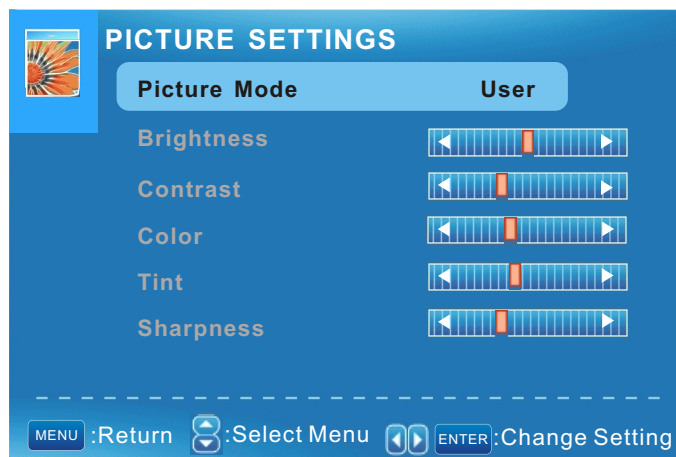 PICTURE SETTINGS
Picture Mode User
Brightness
Contrast
Color
Tint
Sharpness
MENU :Return :Select Menu ENTER :Change Setting